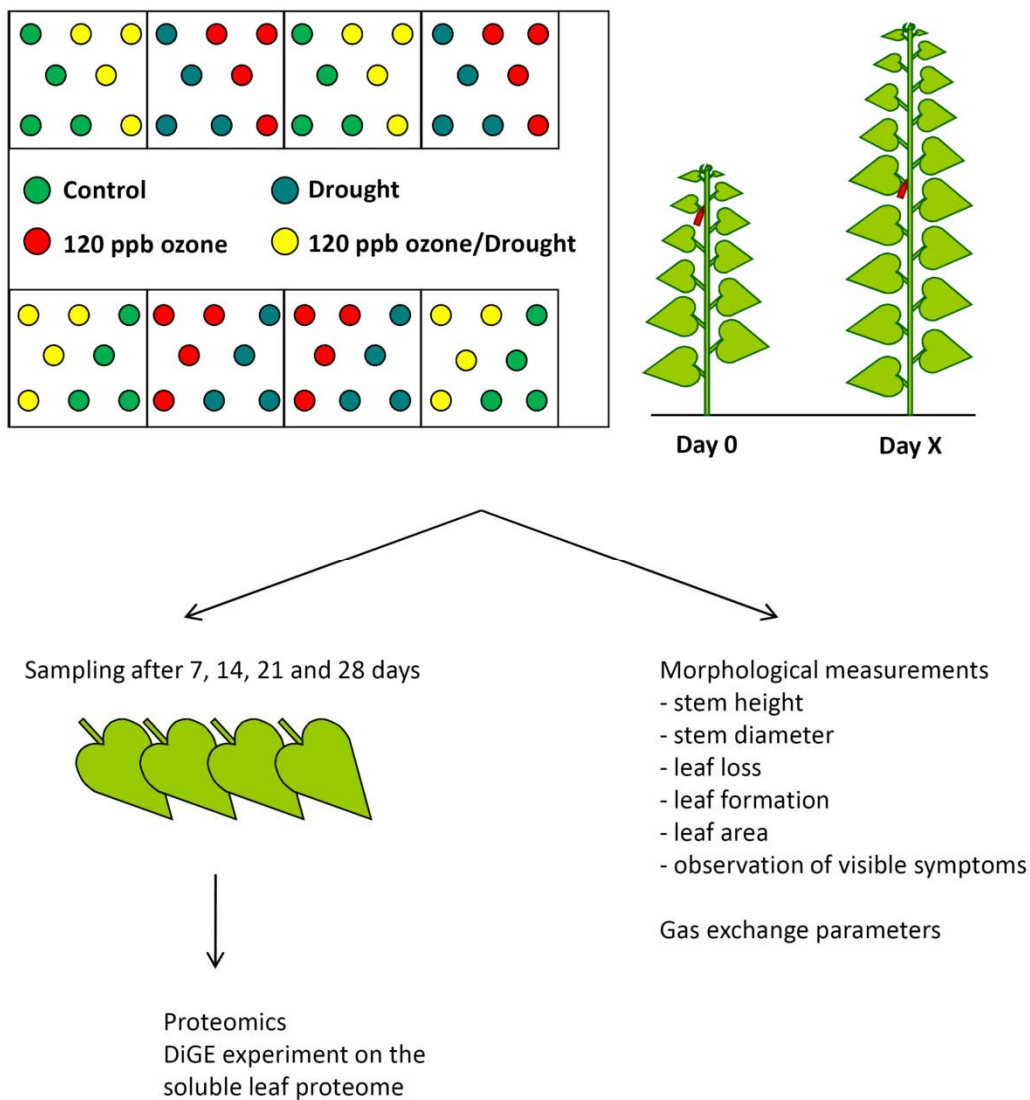 Control
Drought
120 ppb ozone
120 ppb ozone/Drought
Day 0
Day X
Sampling after 7, 14, 21 and 28 days
Morphological measurements
- stem height
- stem diameter
- leaf loss
- leaf formation
- leaf area
- observation of visible symptoms
Gas exchange parameters
Proteomics
DiGE experiment on the
soluble leaf proteome